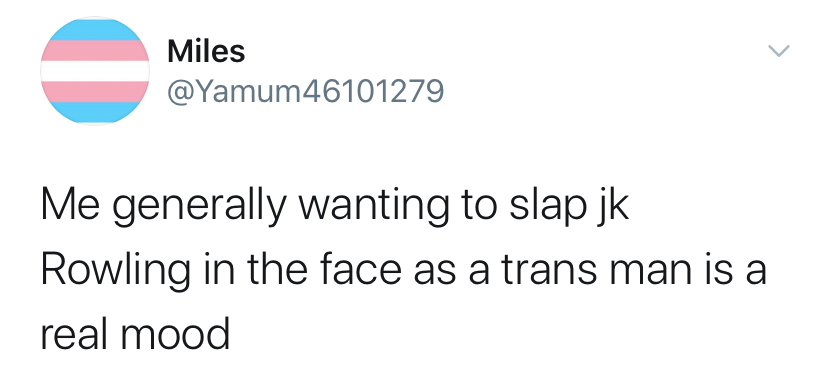 Miles
@Yamum46101279
Me generally wanting to slap jk
Rowling in the face as a trans man is a
real mood